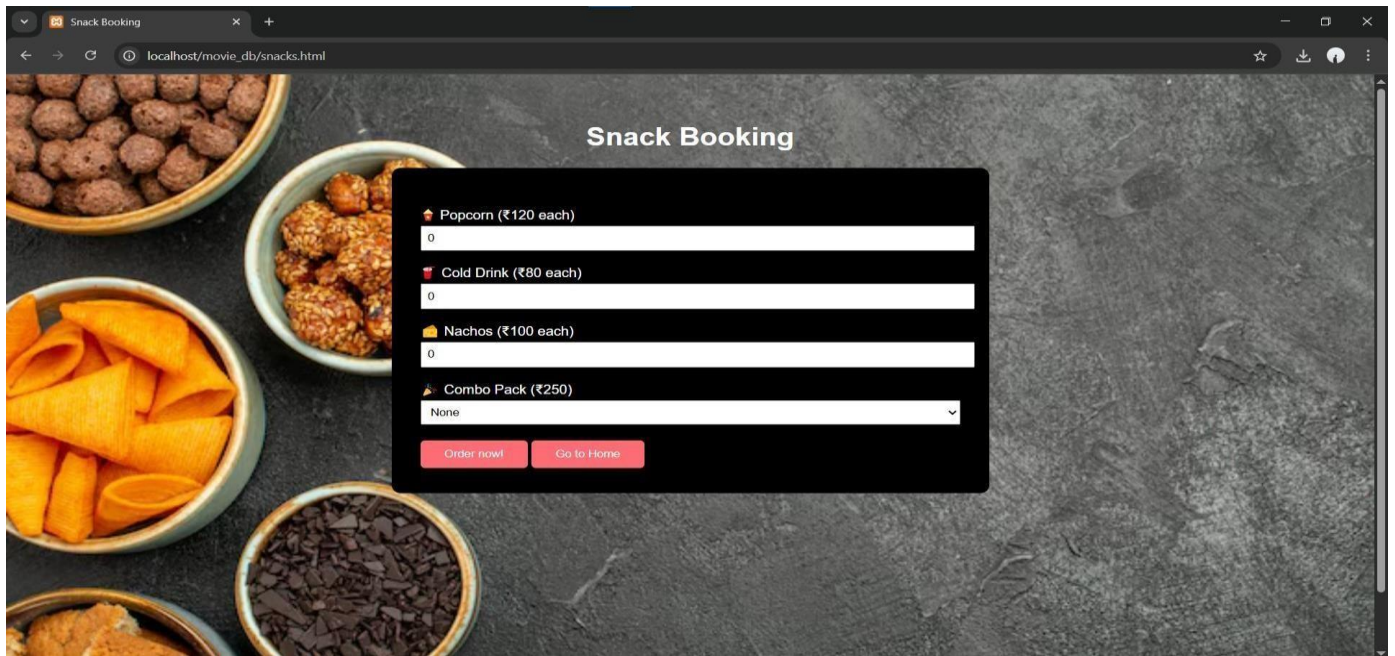 Snack Booking
localhost/movie_db/snacks.html
Snack Booking
🍿 Popcorn (₹120 each)
0
🥤 Cold Drink (₹80 each)
0
🧀 Nachos (₹100 each)
0
🎉 Combo Pack (₹250)
None
Order now! Go to Home